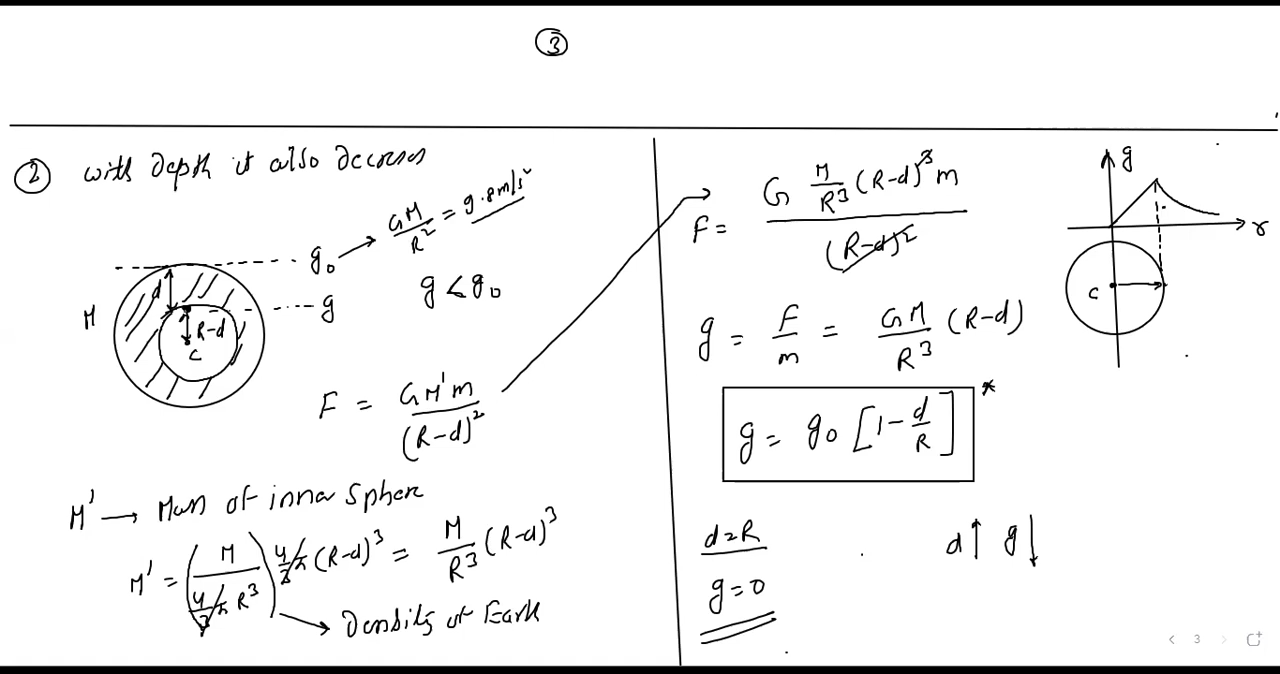 ③
② with depth it also decreases
g₀ → GM/R² = 9.8m/s²
g
g < g₀
M
d
R-d
C
F = GM'm/(R-d)²
M' → Mass of inner sphere
M' = (M/(4/3 π R³)) 4/3 π (R-d)³ = M/R³ (R-d)³
→ Density of Earth
F = G M/R³ (R-d)³ m/(R-d)²
g = F/m = GM/R³ (R-d)
g = g₀ [1 - d/R] *
d = R
g = 0
d↑ g↓
g
r
C
< 3 >